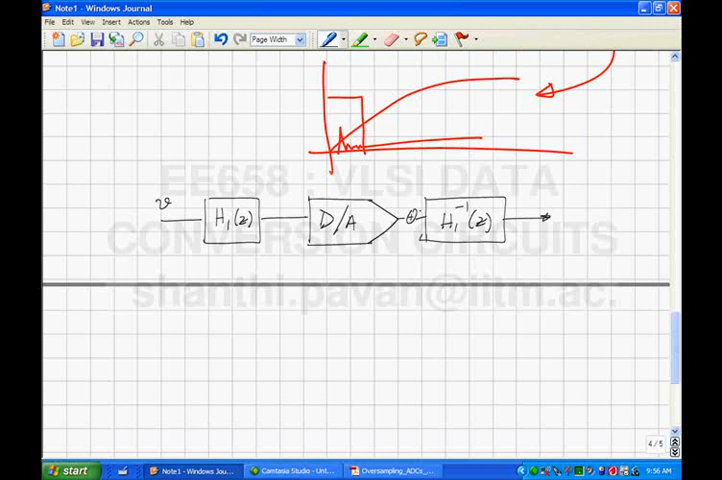 Note1 - Windows Journal
File Edit View Insert Actions Tools Help
Page Width
EE658 : VLSI DATA
v H₁(z) D/A ⊕ H₁⁻¹(z)
CONVERSION CIRCUITS
shanthi.pavan@iitm.ac.
4 / 5
start Note1 - Windows Jou... Camtasia Studio - Unt... Oversampling_ADCs_... 9:56 AM